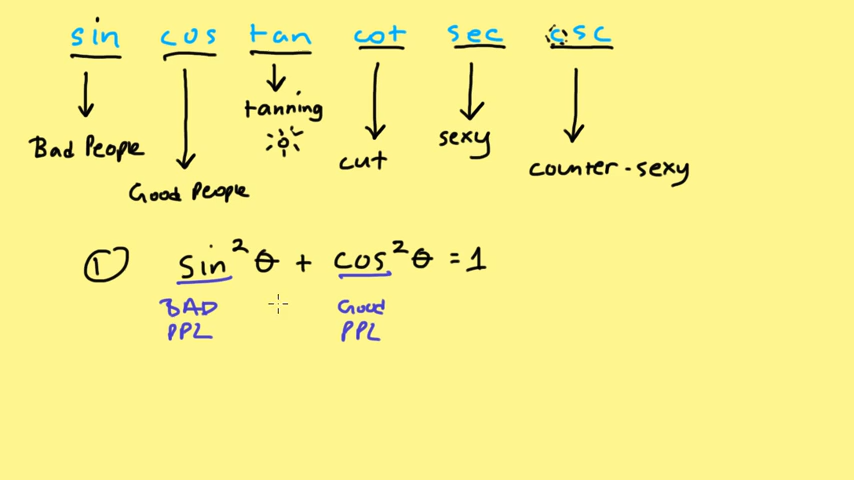 sin cos tan cot sec csc
tanning
Bad People cut sexy
Good People counter-sexy
① sin²θ + cos²θ = 1
BAD Good
PPL PPL